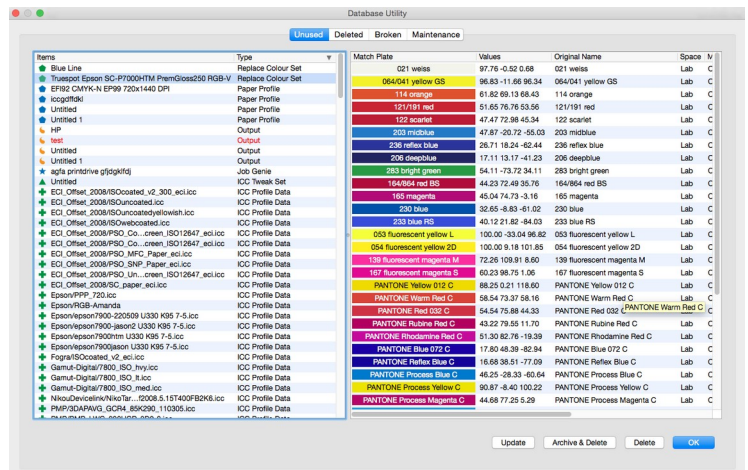 Database Utility
Unused Deleted Broken Maintenance
Items Type
Blue Line Replace Colour Set
Truespot Epson SC-P7000HTM PremGloss250 RGB-V Replace Colour Set
EFI92 CMYK-N EP99 720x1440 DPI Paper Profile
iccgdffdkl Paper Profile
Untitled Paper Profile
Untitled 1 Paper Profile
HP Output
test Output
Untitled Output
Untitled 1 Output
agfa printdrive gfjdgklfdj Job Genie
Untitled ICC Tweak Set
ECI_Offset_2008/ISOcoated_v2_300_eci.icc ICC Profile Data
ECI_Offset_2008/ISOuncoated.icc ICC Profile Data
ECI_Offset_2008/ISOuncoatedyellowish.icc ICC Profile Data
ECI_Offset_2008/ISOwebcoated.icc ICC Profile Data
ECI_Offset_2008/PSO_Co...creen_ISO12647_eci.icc ICC Profile Data
ECI_Offset_2008/PSO_Co...creen_ISO12647_eci.icc ICC Profile Data
ECI_Offset_2008/PSO_MFC_Paper_eci.icc ICC Profile Data
ECI_Offset_2008/PSO_SNP_Paper_eci.icc ICC Profile Data
ECI_Offset_2008/PSO_Un...creen_ISO12647_eci.icc ICC Profile Data
ECI_Offset_2008/SC_paper_eci.icc ICC Profile Data
Epson/PPP_720.icc ICC Profile Data
Epson/RGB-Amanda ICC Profile Data
Epson/epson7900-220509 U330 K95 7-5.icc ICC Profile Data
Epson/epson7900-jason2 U330 K95 7-5.icc ICC Profile Data
Epson/epson7900htm U330 K95 7-5.icc ICC Profile Data
Epson/epson7900jason U330 K95 7-5.icc ICC Profile Data
Fogra/ISOcoated_v2_eci.icc ICC Profile Data
Gamut-Digital/7800_ISO_hvy.icc ICC Profile Data
Gamut-Digital/7800_ISO_lt.icc ICC Profile Data
Gamut-Digital/7800_ISO_med.icc ICC Profile Data
NikouDevicelink/NikoTar...f2008.5.15T400FB2K6.icc ICC Profile Data
PMP/3DAPAVG_GCR4_85K290_110305.icc ICC Profile Data
Match Plate Values Original Name Space
021 weiss 97.76 -0.52 0.68 021 weiss Lab C
064/041 yellow GS 96.83 -11.66 96.34 064/041 yellow GS Lab C
114 orange 61.82 69.13 68.43 114 orange Lab C
121/191 red 51.65 76.76 53.56 121/191 red Lab C
122 scarlet 47.47 72.98 45.34 122 scarlet Lab C
203 midblue 47.87 -20.72 -55.03 203 midblue Lab C
236 reflex blue 26.71 18.24 -62.44 236 reflex blue Lab C
206 deepblue 17.11 13.17 -41.23 206 deepblue Lab C
283 bright green 54.11 -73.72 34.11 283 bright green Lab C
164/864 red BS 44.23 72.49 35.76 164/864 red BS Lab C
165 magenta 45.04 74.73 -3.16 165 magenta Lab C
230 blue 32.65 -8.83 -61.02 230 blue Lab C
233 blue RS 40.12 21.82 -84.03 233 blue RS Lab C
053 fluorescent yellow L 100.00 -33.04 96.82 053 fluorescent yellow L Lab C
054 fluorescent yellow 2D 100.00 9.18 101.85 054 fluorescent yellow 2D Lab C
139 fluorescent magenta M 72.26 109.91 8.60 139 fluorescent magenta M Lab C
167 fluorescent magenta S 60.23 98.75 1.06 167 fluorescent magenta S Lab C
PANTONE Yellow 012 C 88.25 0.21 118.60 PANTONE Yellow 012 C Lab C
PANTONE Warm Red C 58.54 73.37 58.16 PANTONE Warm Red C Lab C
PANTONE Red 032 C 54.54 75.88 44.33 PANTONE Red 032 C PANTONE Warm Red C
PANTONE Rubine Red C 43.22 79.55 11.70 PANTONE Rubine Red C Lab C
PANTONE Rhodamine Red C 51.30 82.76 -19.39 PANTONE Rhodamine Red C Lab C
PANTONE Blue 072 C 17.80 48.39 -82.94 PANTONE Blue 072 C Lab C
PANTONE Reflex Blue C 16.68 38.51 -77.09 PANTONE Reflex Blue C Lab C
PANTONE Process Blue C 46.25 -28.33 -60.64 PANTONE Process Blue C Lab C
PANTONE Process Yellow C 90.87 -8.40 100.22 PANTONE Process Yellow C Lab C
PANTONE Process Magenta C 44.68 77.25 5.29 PANTONE Process Magenta C Lab C
Update Archive & Delete Delete OK